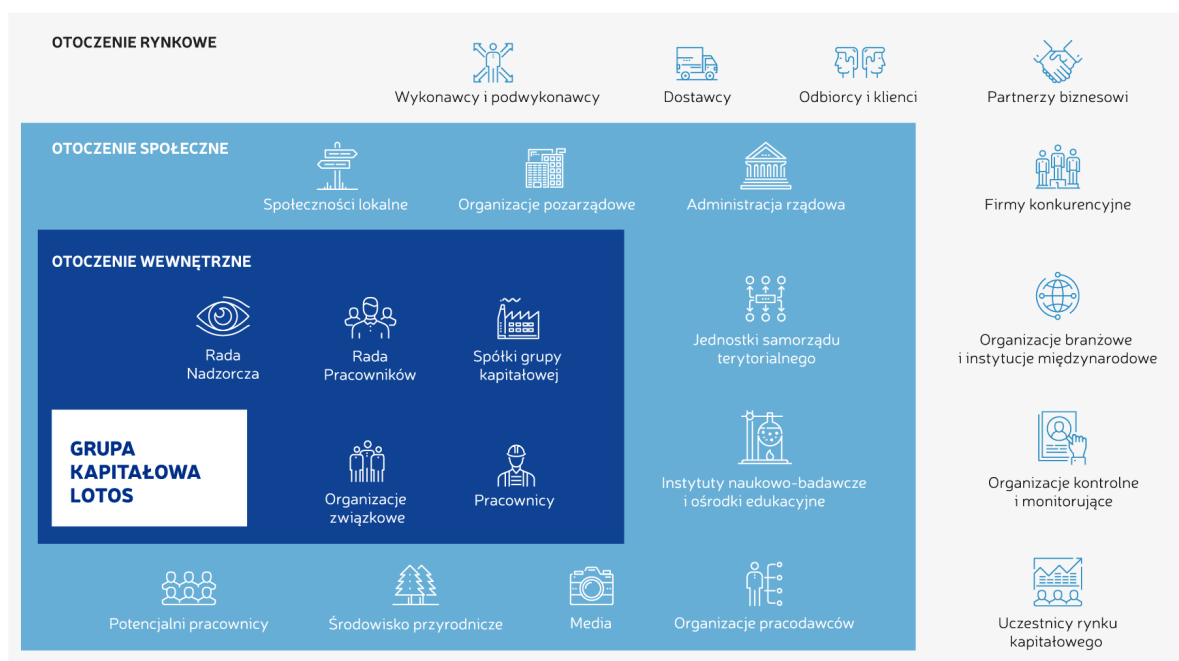 OTOCZENIE RYNKOWE
Wykonawcy i podwykonawcy
Dostawcy
Odbiorcy i klienci
Partnerzy biznesowi
OTOCZENIE SPOŁECZNE
Społeczności lokalne
Organizacje pozarządowe
Administracja rządowa
Firmy konkurencyjne
OTOCZENIE WEWNĘTRZNE
Rada
Nadzorcza
Rada
Pracowników
Spółki grupy
kapitałowej
Jednostki samorządu
terytorialnego
Organizacje branżowe
i instytucje międzynarodowe
GRUPA
KAPITAŁOWA
LOTOS
Organizacje
związkowe
Pracownicy
Instytuty naukowo-badawcze
i ośrodki edukacyjne
Organizacje kontrolne
i monitorujące
Potencjalni pracownicy
Środowisko przyrodnicze
Media
Organizacje pracodawców
Uczestnicy rynku
kapitałowego